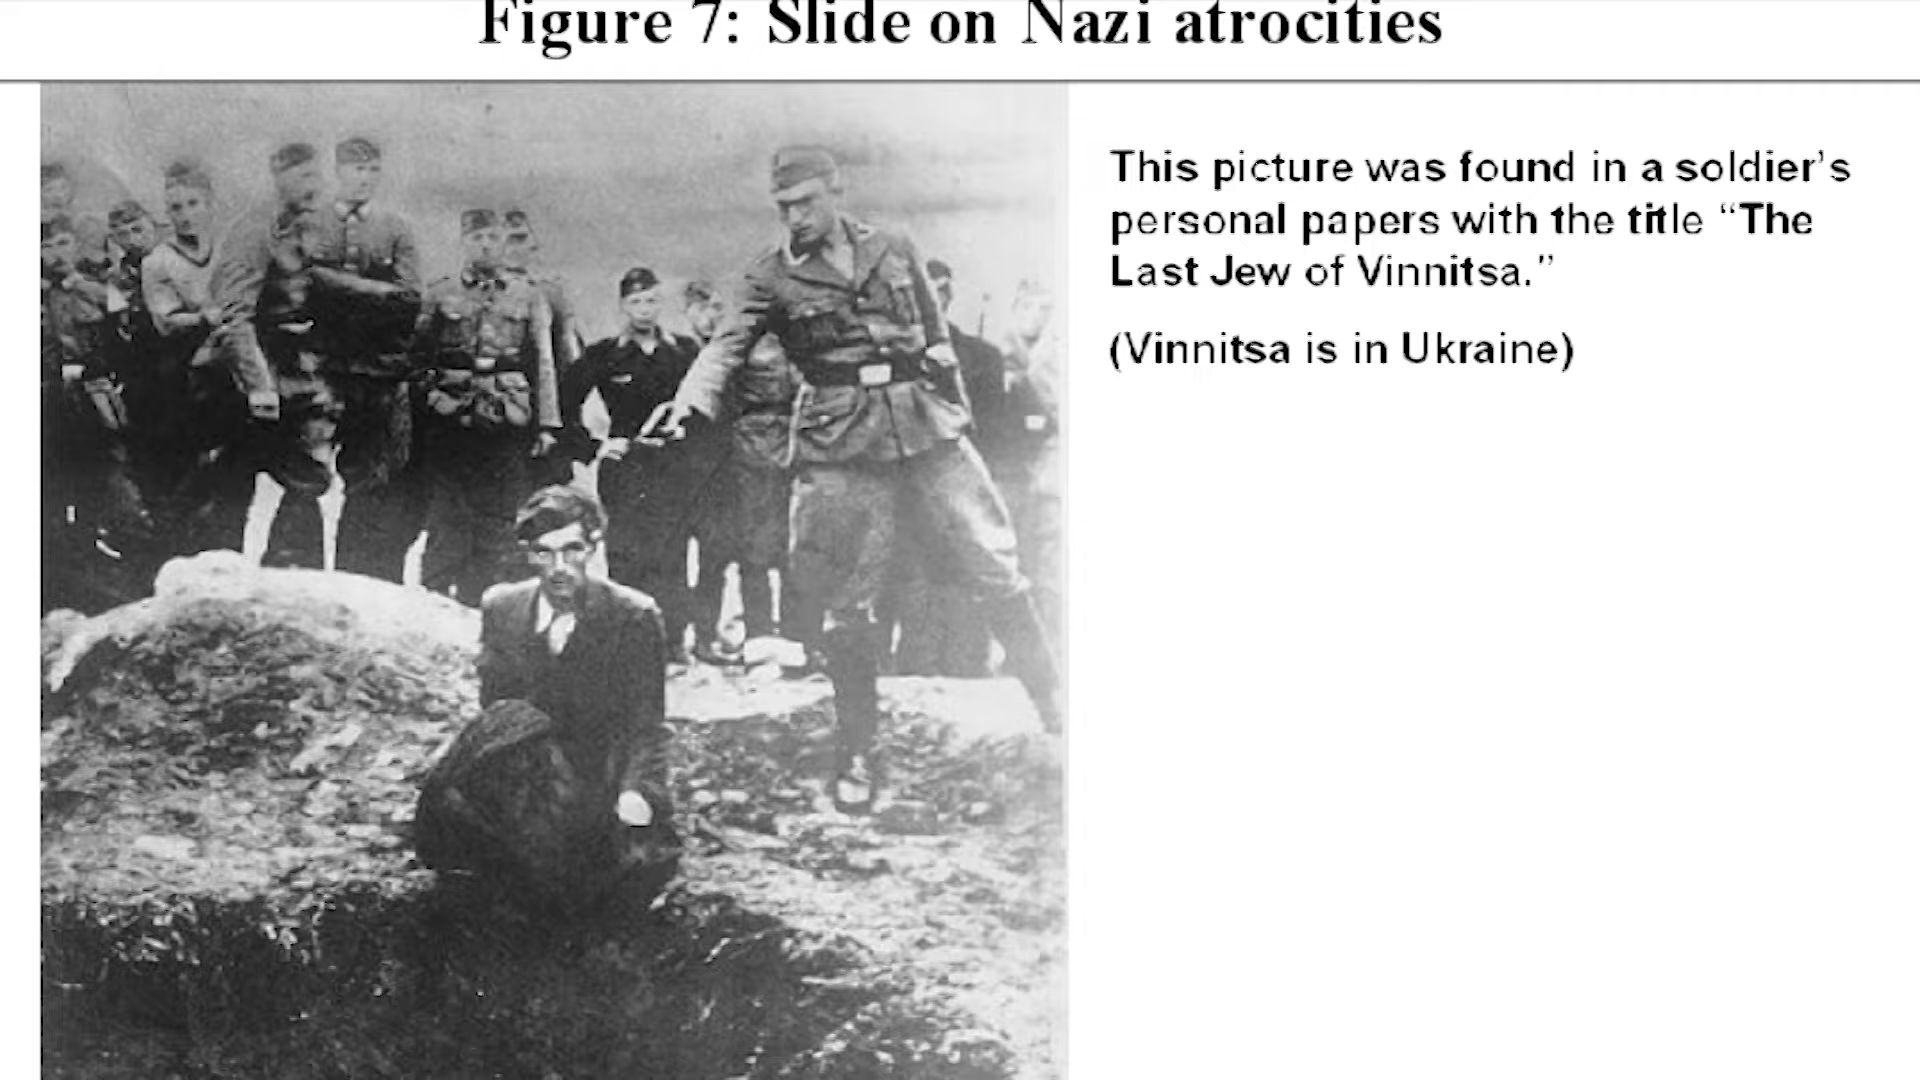 Figure 7: Slide on Nazi atrocities
This picture was found in a soldier's
personal papers with the title “The
Last Jew of Vinnitsa.”
(Vinnitsa is in Ukraine)